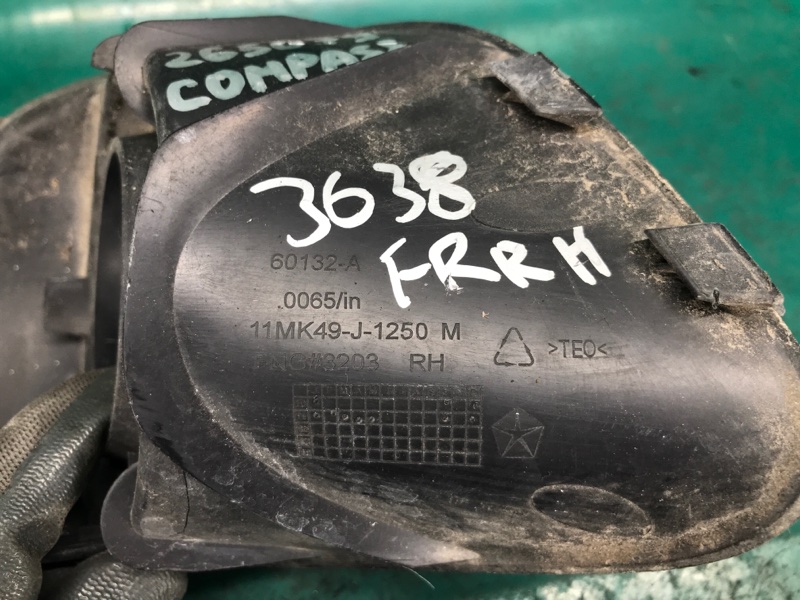 COMPASS
3638
FRRH
60132-A
.0065/in
11MK49-J-1250 M
>TEO<
RH